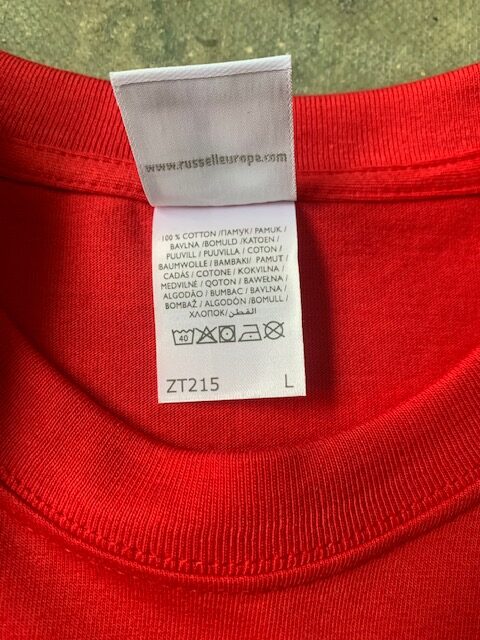 www.russelleurope.com
100 % COTTON /ПАМУК/ PAMUK /
BAVLNA /BOMULD /KATOEN /
PUUVILL / PUUVILLA / COTON /
BAUMWOLLE / BAMBAKI/ PAMUT /
CADÁS / COTONE / KOKVILNA /
MEDVILNĖ / QOTON / BAWEŁNA /
ALGODÃO / BUMBAC / BAVLNA /
BOMBAŽ / ALGODÓN /BOMULL /
ХЛОПОК/ القطن
40
ZT215 L